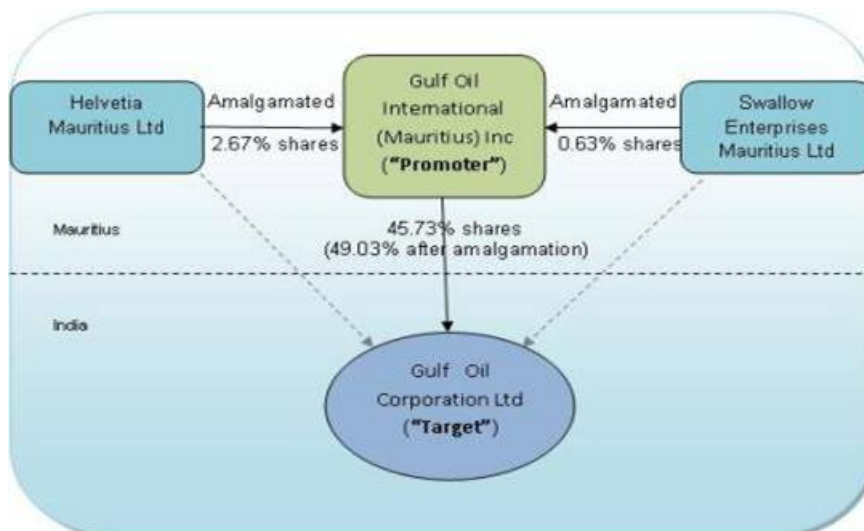 Helvetia
Mauritius Ltd
Amalgamated
2.67% shares
Gulf Oil
International
(Mauritius) Inc
("Promoter")
Amalgamated
0.63% shares
Swallow
Enterprises
Mauritius Ltd
45.73% shares
(49.03% after amalgamation)
Mauritius
India
Gulf Oil
Corporation Ltd
("Target")